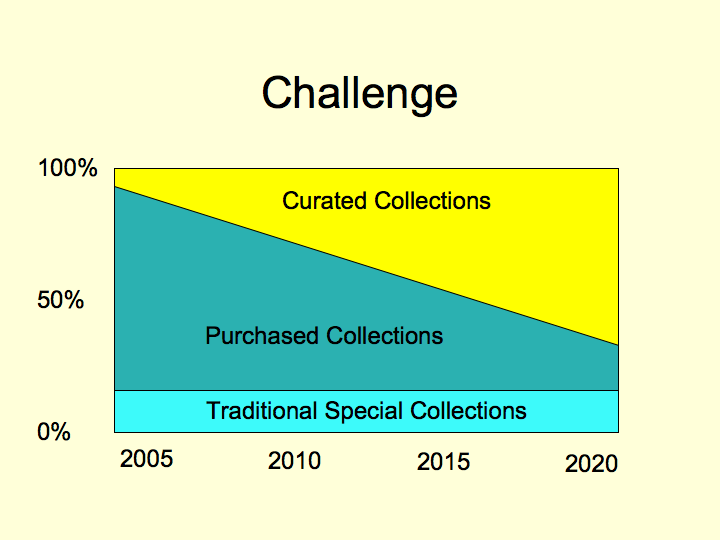 Challenge
100%
Curated Collections
50%
Purchased Collections
Traditional Special Collections
0%
2005 2010 2015 2020